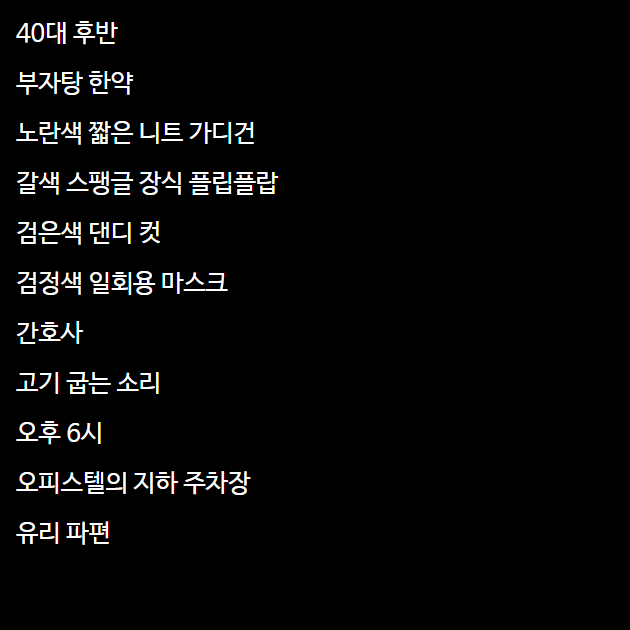 40대 후반
부자탕 한약
노란색 짧은 니트 가디건
갈색 스팽글 장식 플립플랍
검은색 댄디 컷
검정색 일회용 마스크
간호사
고기 굽는 소리
오후 6시
오피스텔의 지하 주차장
유리 파편